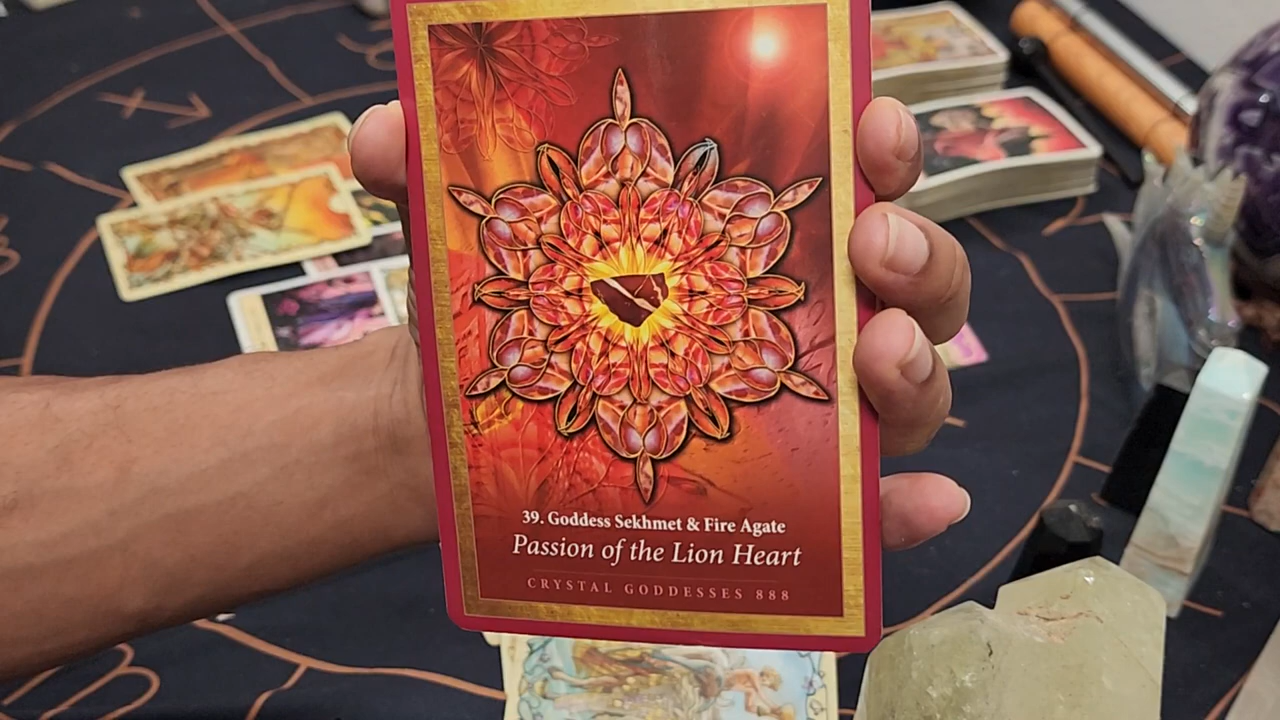 39. Goddess Sekhmet & Fire Agate
Passion of the Lion Heart
CRYSTAL GODDESSES 888